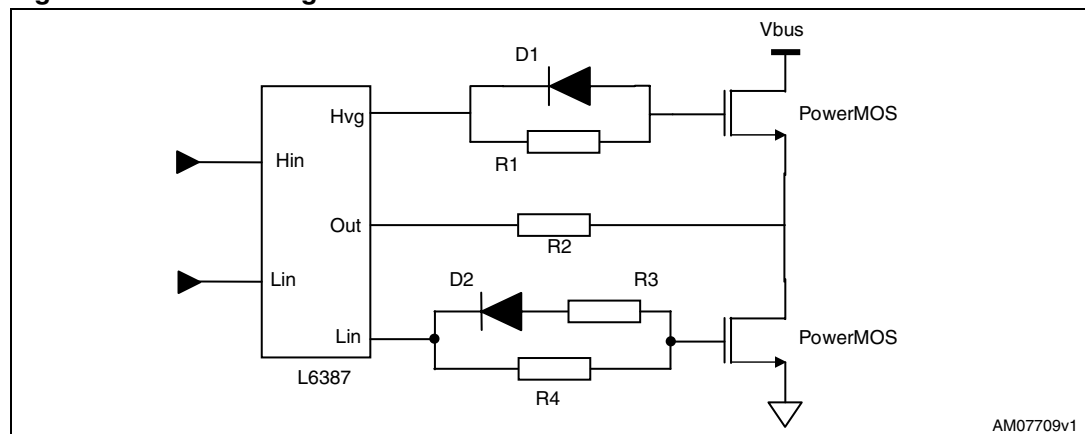 Vbus
D1
Hvg
PowerMOS
R1
Hin
Out
R2
Lin
D2
R3
Lin
PowerMOS
L6387
R4
AM07709v1